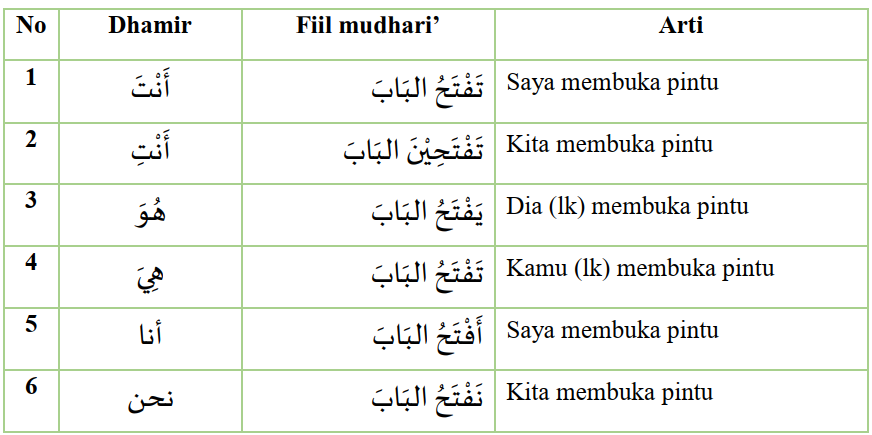 No Dhamir Fiil mudhari’ Arti
1 أَنْتَ تَفْتَحُ البَابَ Saya membuka pintu
2 أَنْتِ تَفْتَحِيْنَ البَابَ Kita membuka pintu
3 هُوَ يَفْتَحُ البَابَ Dia (lk) membuka pintu
4 هِيَ تَفْتَحُ البَابَ Kamu (lk) membuka pintu
5 أنا أَفْتَحُ البَابَ Saya membuka pintu
6 نحن نَفْتَحُ البَابَ Kita membuka pintu